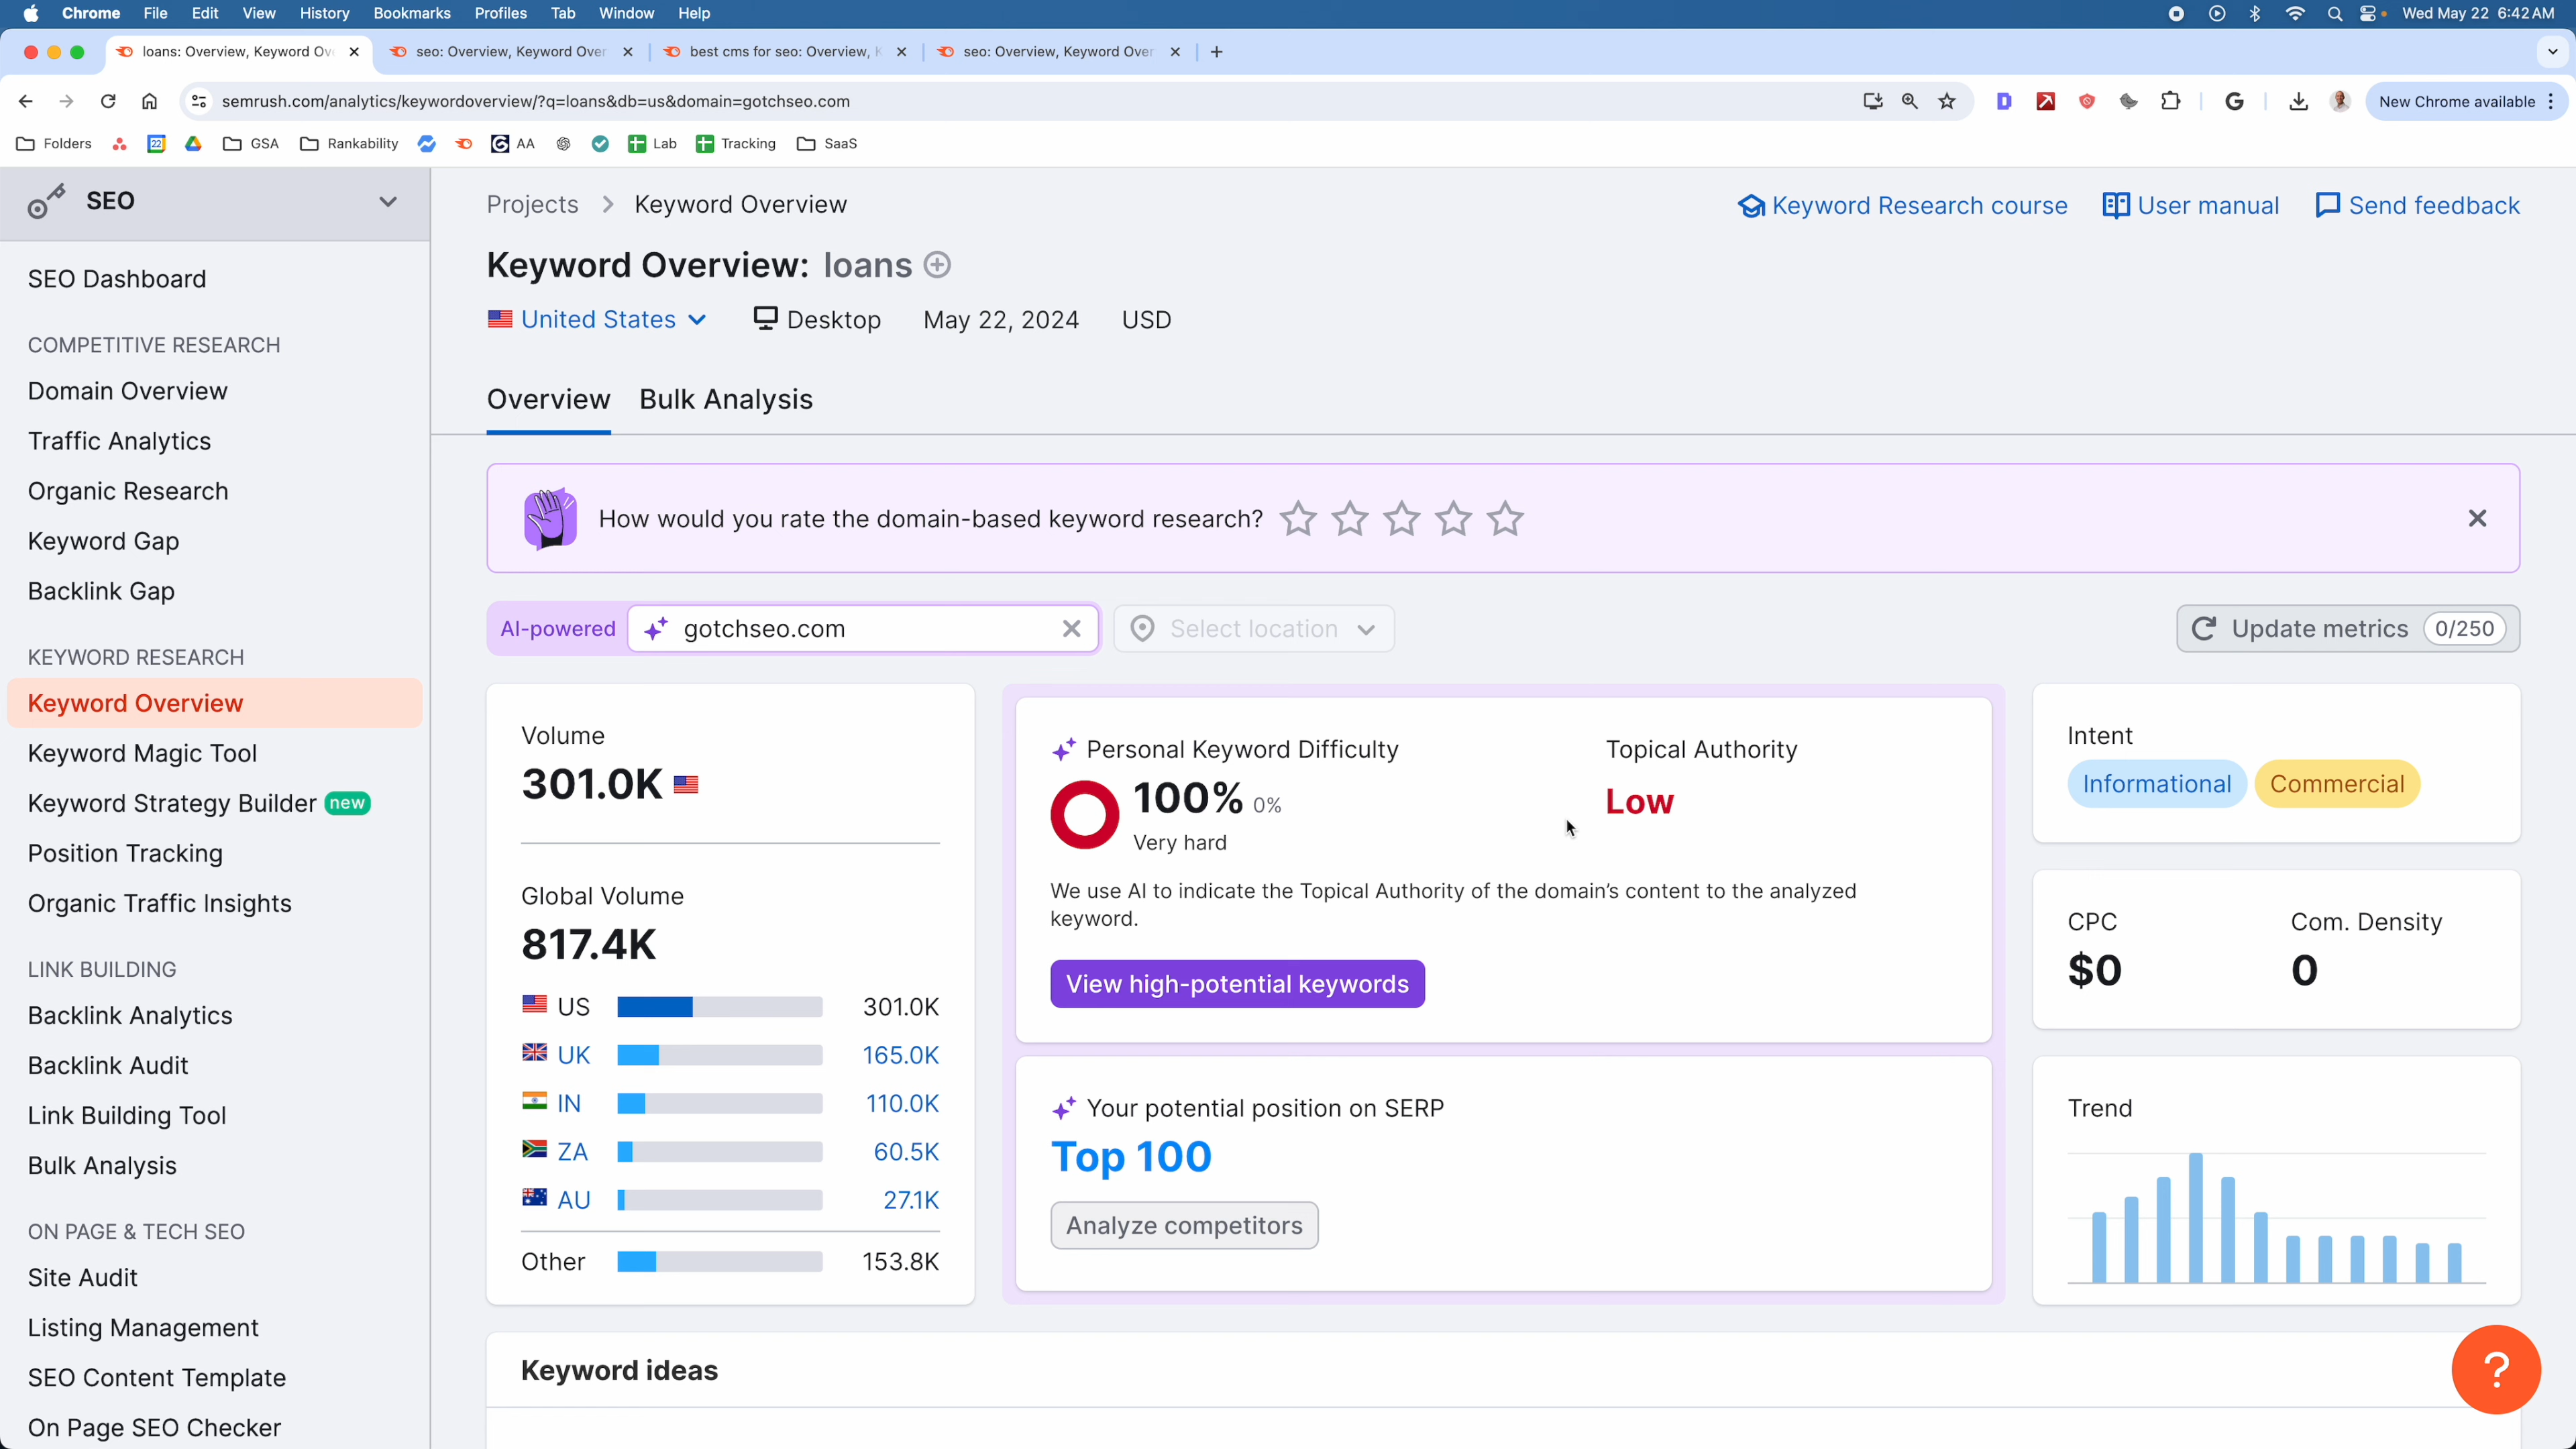 Chrome File Edit View History Bookmarks Profiles Tab Window Help Wed May 22 6:42 AM
loans: Overview, Keyword Ov seo: Overview, Keyword Over best cms for seo: Overview, K seo: Overview, Keyword Over
semrush.com/analytics/keywordoverview/?q=loans&db=us&domain=gotchseo.com New Chrome available
Folders 22 GSA Rankability AA Lab Tracking SaaS
SEO
SEO Dashboard
COMPETITIVE RESEARCH
Domain Overview
Traffic Analytics
Organic Research
Keyword Gap
Backlink Gap
KEYWORD RESEARCH
Keyword Overview
Keyword Magic Tool
Keyword Strategy Builder new
Position Tracking
Organic Traffic Insights
LINK BUILDING
Backlink Analytics
Backlink Audit
Link Building Tool
Bulk Analysis
ON PAGE & TECH SEO
Site Audit
Listing Management
SEO Content Template
On Page SEO Checker
Projects > Keyword Overview
Keyword Research course User manual Send feedback
Keyword Overview: loans
United States Desktop May 22, 2024 USD
Overview Bulk Analysis
How would you rate the domain-based keyword research?
AI-powered gotchseo.com Select location Update metrics 0/250
Volume
301.0K
Global Volume
817.4K
US 301.0K
UK 165.0K
IN 110.0K
ZA 60.5K
AU 27.1K
Other 153.8K
Personal Keyword Difficulty
100% 0%
Very hard
Topical Authority
Low
We use AI to indicate the Topical Authority of the domain's content to the analyzed
keyword.
View high-potential keywords
Your potential position on SERP
Top 100
Analyze competitors
Intent
Informational Commercial
CPC Com. Density
$0 0
Trend
Keyword ideas
?